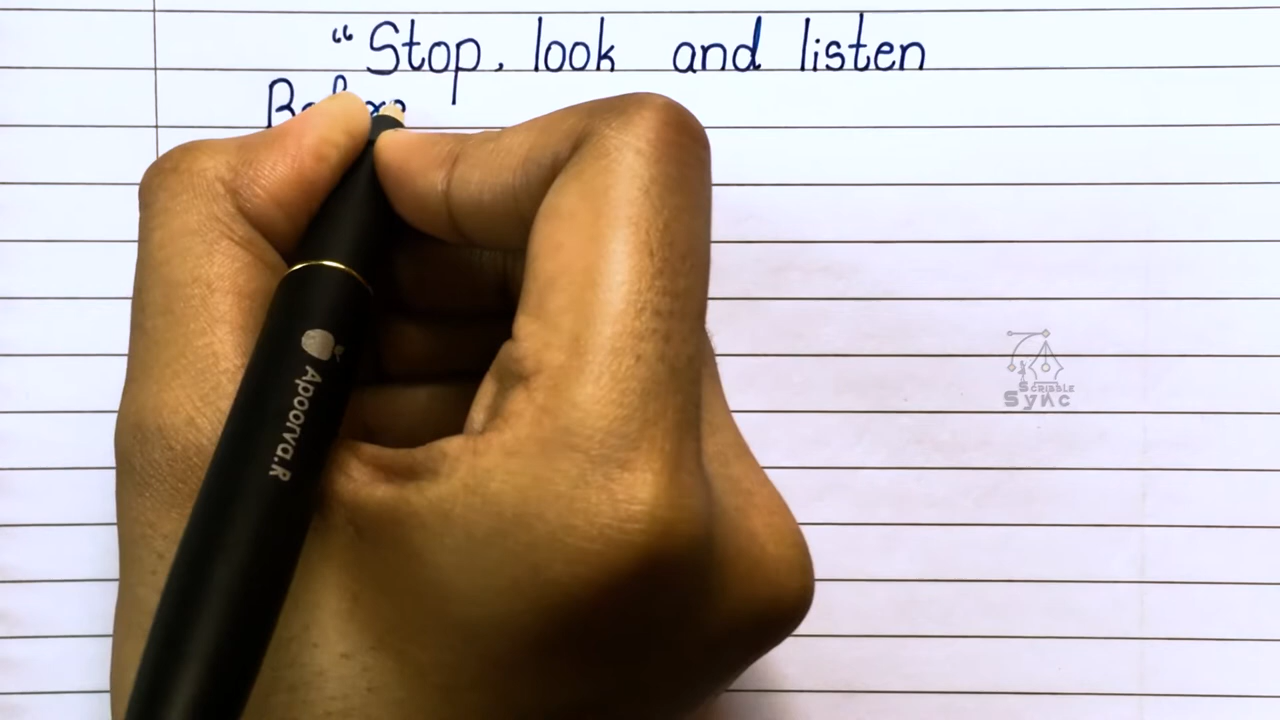 “Stop, look and listen
Apoorva.R
Scribble
Sync